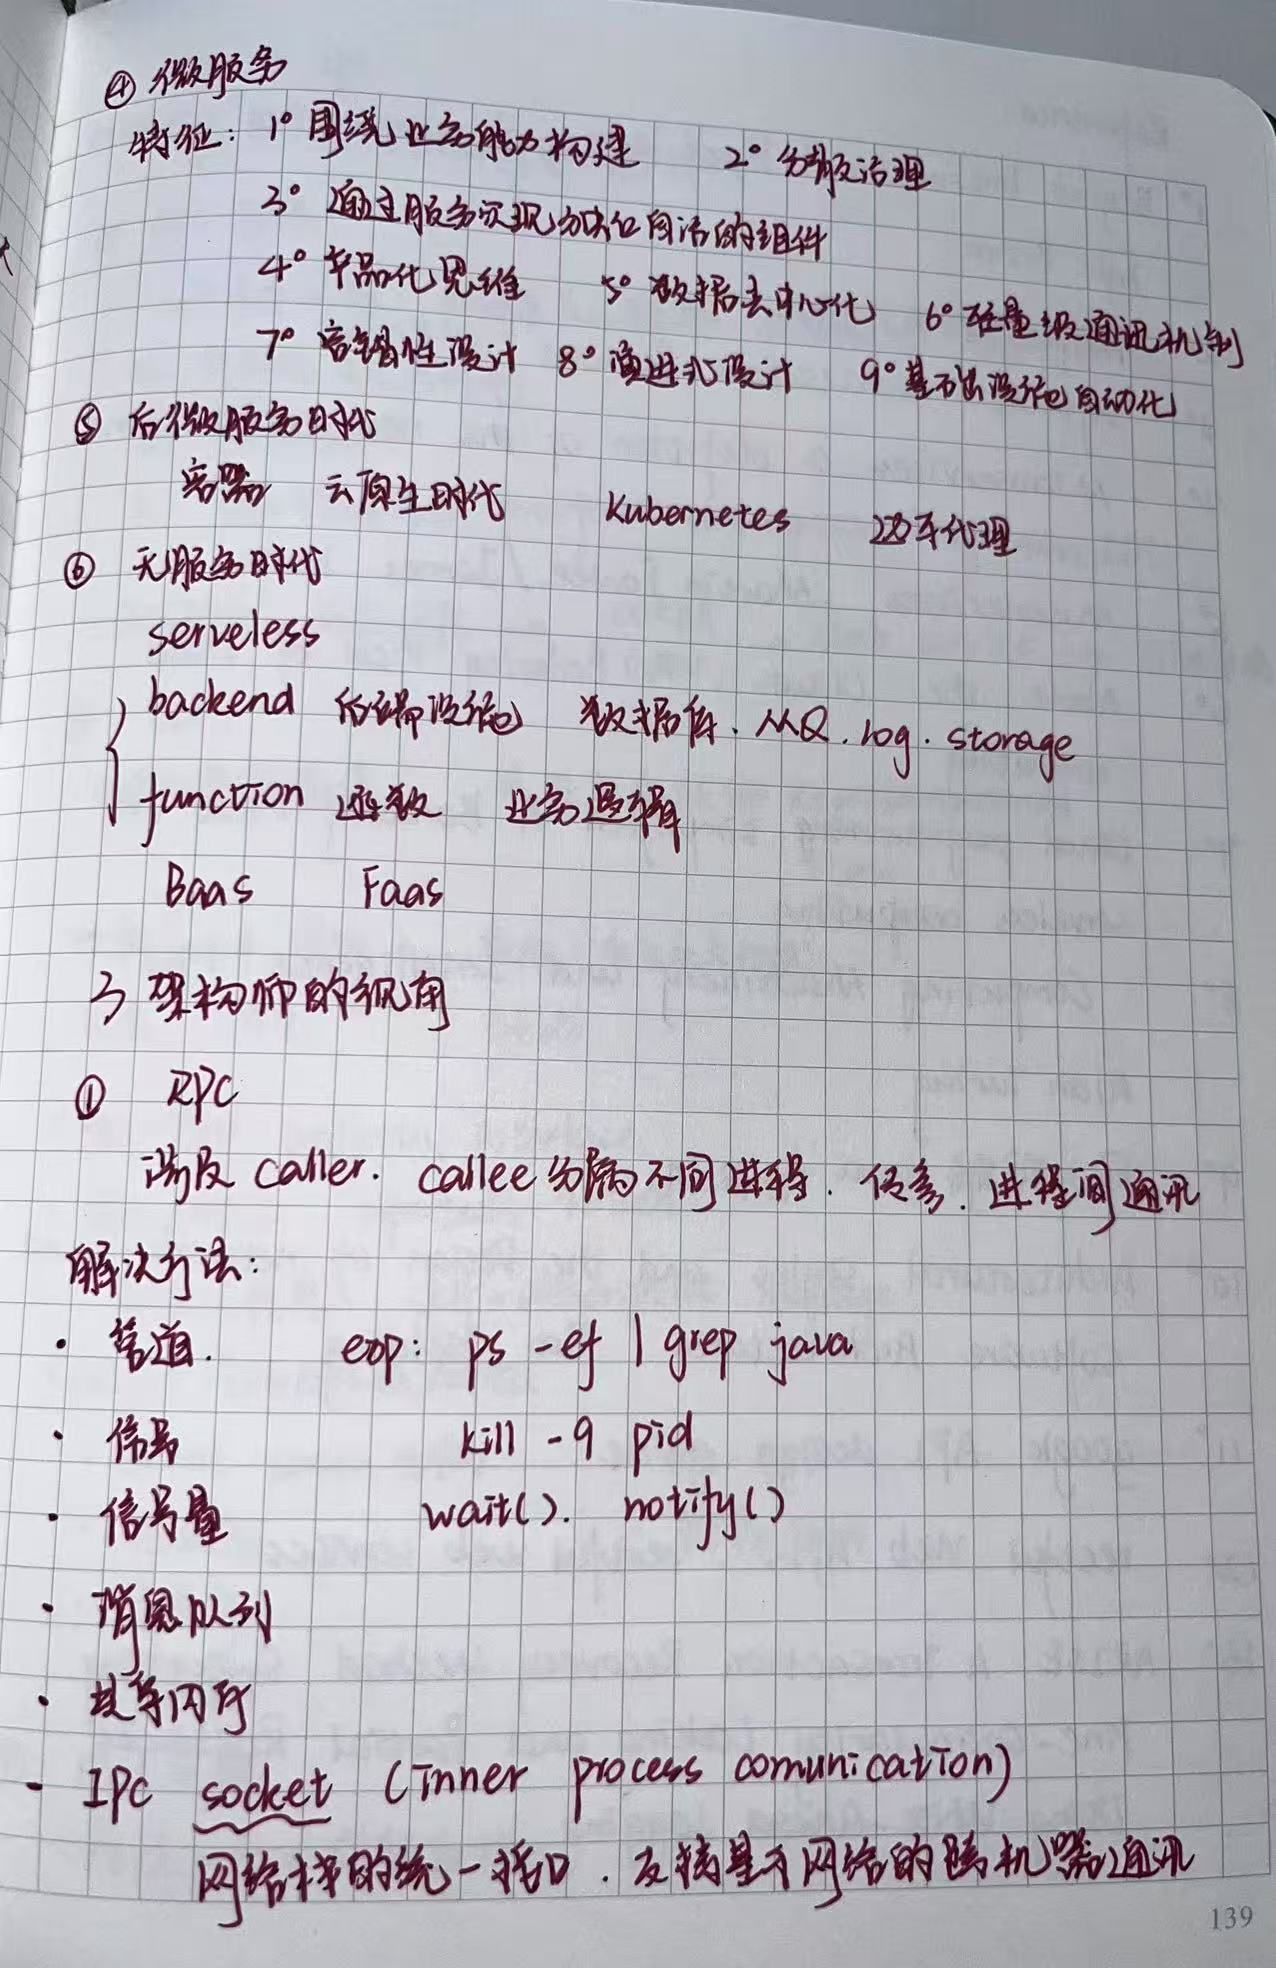 ④ 微服务
特征: 1° 围绕业务能力构建 2° 分散治理
3° 通过服务实现分块和自治的组件
4° 产品化思维 5° 数据去中心化 6° 轻量级通讯机制
7° 容错性设计 8° 演进式设计 9° 基础设施自动化
⑤ 后微服务时代
容器 云原生时代 Kubernetes 边车代理
⑥ 无服务时代
serveless
backend 后端设施 数据库. MQ. log. storage
function 函数 业务逻辑
Baas Faas
3 架构师的视角
① RPC
涉及 caller. callee 分属不同进程. 传参. 进程间通讯
解决方法:
· 管道. exp: ps -ef | grep java
· 信号 kill -9 pid
· 信号量 wait(). notify()
· 消息队列
· 共享内存
- IPC socket (inner process comunication)
网络栈的统一接口. 支持基于网络的跨机器通讯
139